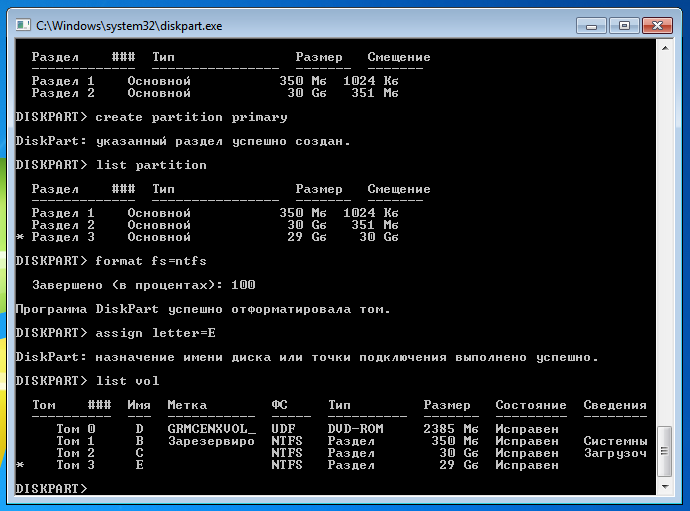 C:\Windows\system32\diskpart.exe
Раздел    ###  Тип               Размер   Смещение
-------------  ----------------  -------  --------
Раздел 1    Основной           350 Мб  1024 Кб
Раздел 2    Основной            30 Gб   351 Мб
DISKPART> create partition primary
DiskPart: указанный раздел успешно создан.
DISKPART> list partition
Раздел    ###  Тип               Размер   Смещение
-------------  ----------------  -------  --------
Раздел 1    Основной           350 Мб  1024 Кб
Раздел 2    Основной            30 Gб   351 Мб
* Раздел 3    Основной            29 Gб    30 Gб
DISKPART> format fs=ntfs
Завершено (в процентах): 100
Программа DiskPart успешно отформатировала том.
DISKPART> assign letter=E
DiskPart: назначение имени диска или точки подключения выполнено успешно.
DISKPART> list vol
Том    ###  Имя  Метка        ФС     Тип         Размер   Состояние  Сведения
----------  ---  -----------  -----  ----------  -------  ---------  --------
Том 0     D   GRMCENXVOL_  UDF    DVD-ROM     2385 Мб  Исправен
Том 1     B   Зарезервиро  NTFS   Раздел       350 Мб  Исправен   Системны
Том 2     C                NTFS   Раздел        30 Gб  Исправен   Загрузоч
* Том 3     E                NTFS   Раздел        29 Gб  Исправен
DISKPART>